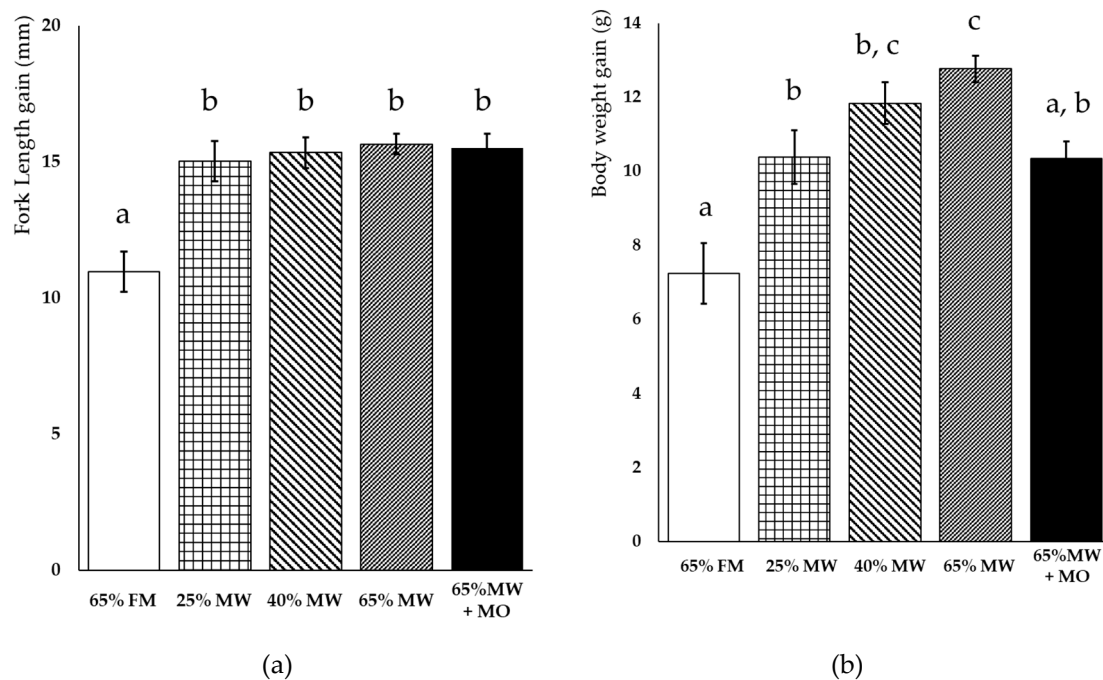 Fork Length gain (mm)
20
15
10
5
0
a
b
b
b
b
65% FM
25% MW
40% MW
65% MW
65%MW
+ MO
(a)
Body weight gain (g)
14
12
10
8
6
4
2
0
a
b
b, c
c
a, b
65% FM
25% MW
40% MW
65% MW
65%MW
+ MO
(b)